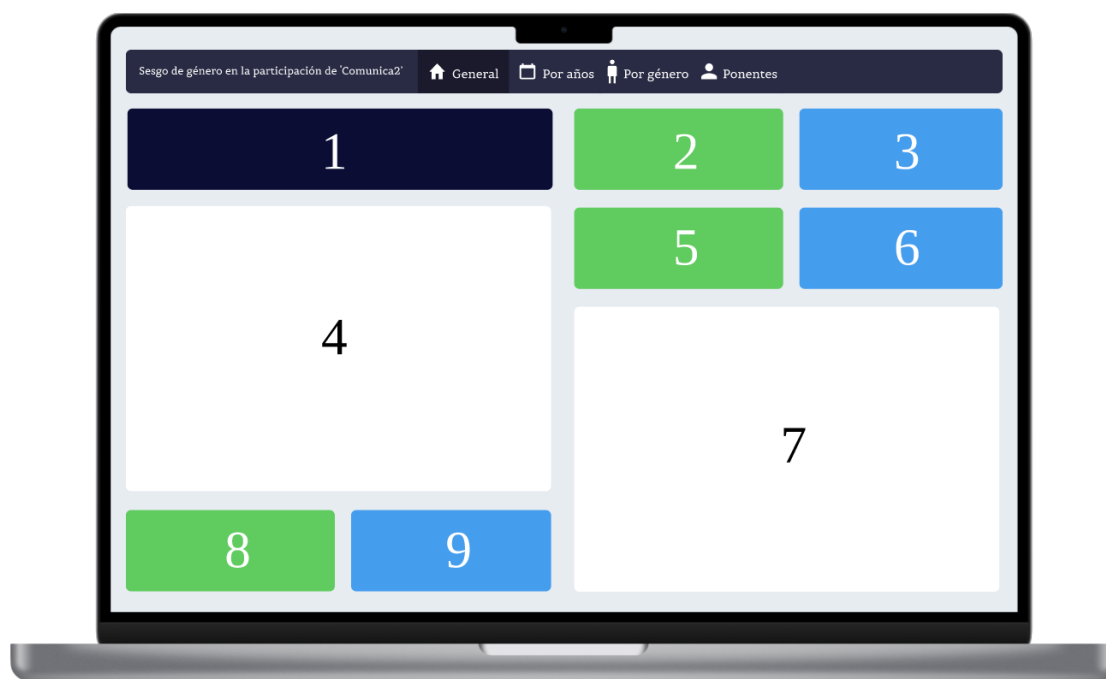 Sesgo de género en la participación de 'Comunica2' General Por años Por género Ponentes
1 2 3
5 6
4
7
8 9